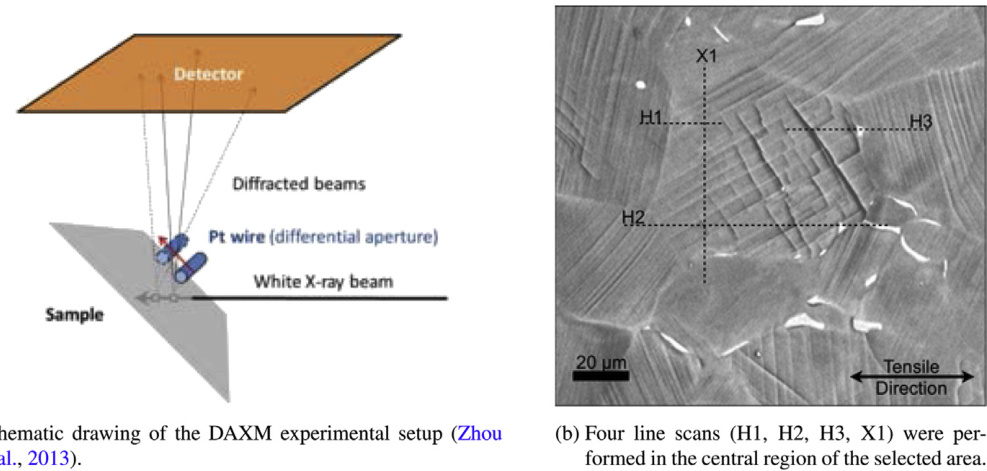 Detector
Diffracted beams
Pt wire (differential aperture)
White X-ray beam
Sample
hematic drawing of the DAXM experimental setup (Zhou
al., 2013).
X1
H1
H3
H2
20 µm
Tensile
Direction
(b) Four line scans (H1, H2, H3, X1) were per-
formed in the central region of the selected area.